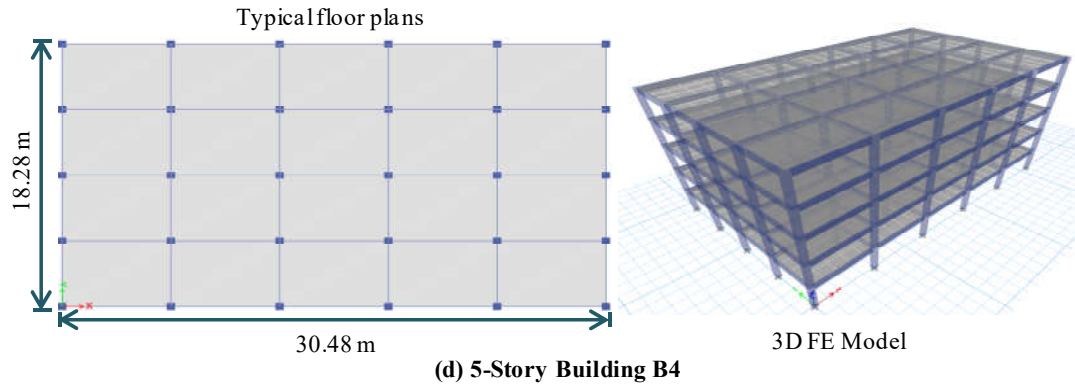 Typical floor plans
18.28 m
X
30.48 m
3D FE Model
(d) 5-Story Building B4